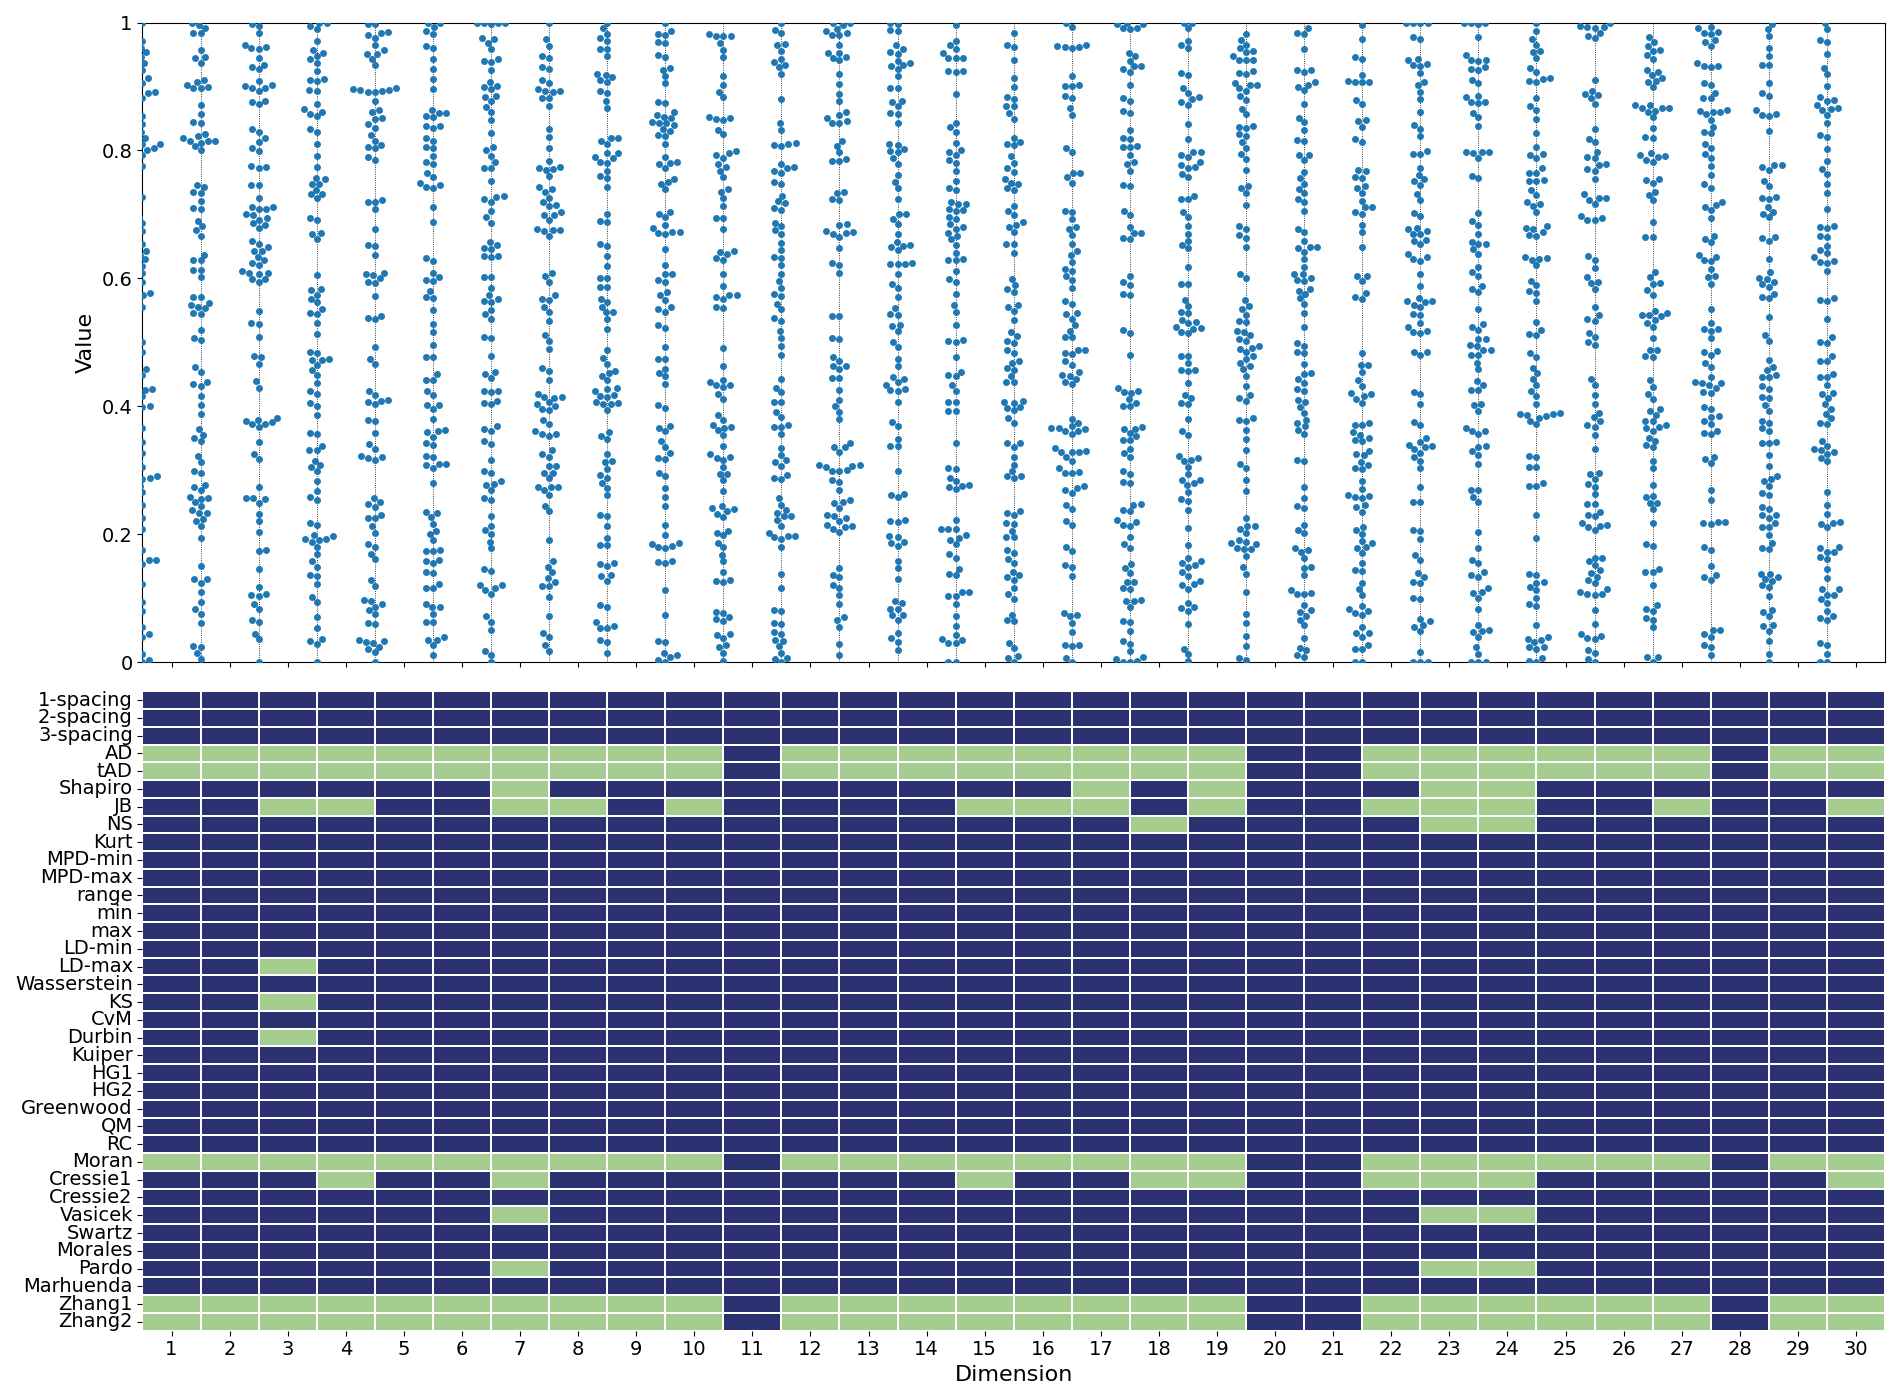 1
0.8
0.6
0.4
0.2
0
Value
1-spacing
2-spacing
3-spacing
AD
tAD
Shapiro
JB
NS
Kurt
MPD-min
MPD-max
range
min
max
LD-min
LD-max
Wasserstein
KS
CvM
Durbin
Kuiper
HG1
HG2
Greenwood
QM
RC
Moran
Cressie1
Cressie2
Vasicek
Swartz
Morales
Pardo
Marhuenda
Zhang1
Zhang2
1 2 3 4 5 6 7 8 9 10 11 12 13 14 15 16 17 18 19 20 21 22 23 24 25 26 27 28 29 30
Dimension